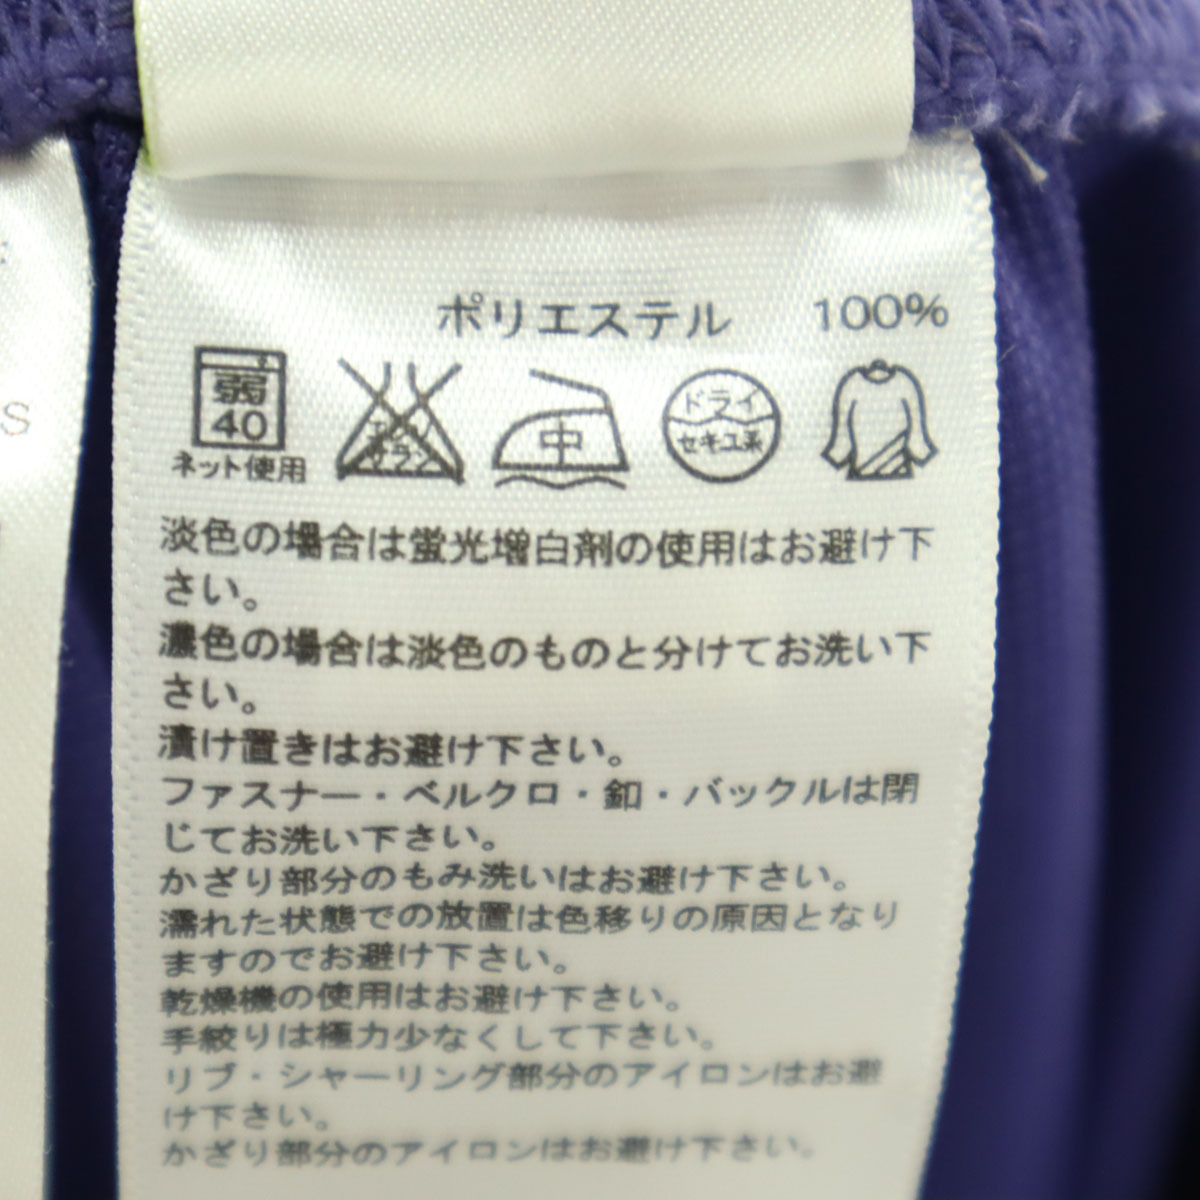 ポリエステル 100%
弱
40
ネット使用
エンソ
サラシ
中
ドライ
セキユ系
S
淡色の場合は蛍光増白剤の使用はお避け下
さい。
濃色の場合は淡色のものと分けてお洗い下
さい。
漬け置きはお避け下さい。
ファスナー・ベルクロ・釦・バックルは閉
じてお洗い下さい。
かざり部分のもみ洗いはお避け下さい。
濡れた状態での放置は色移りの原因となり
ますのでお避け下さい。
乾燥機の使用はお避け下さい。
手絞りは極力少なくして下さい。
リブ・シャーリング部分のアイロンはお避
け下さい。
かざり部分のアイロンはお避け下さい。